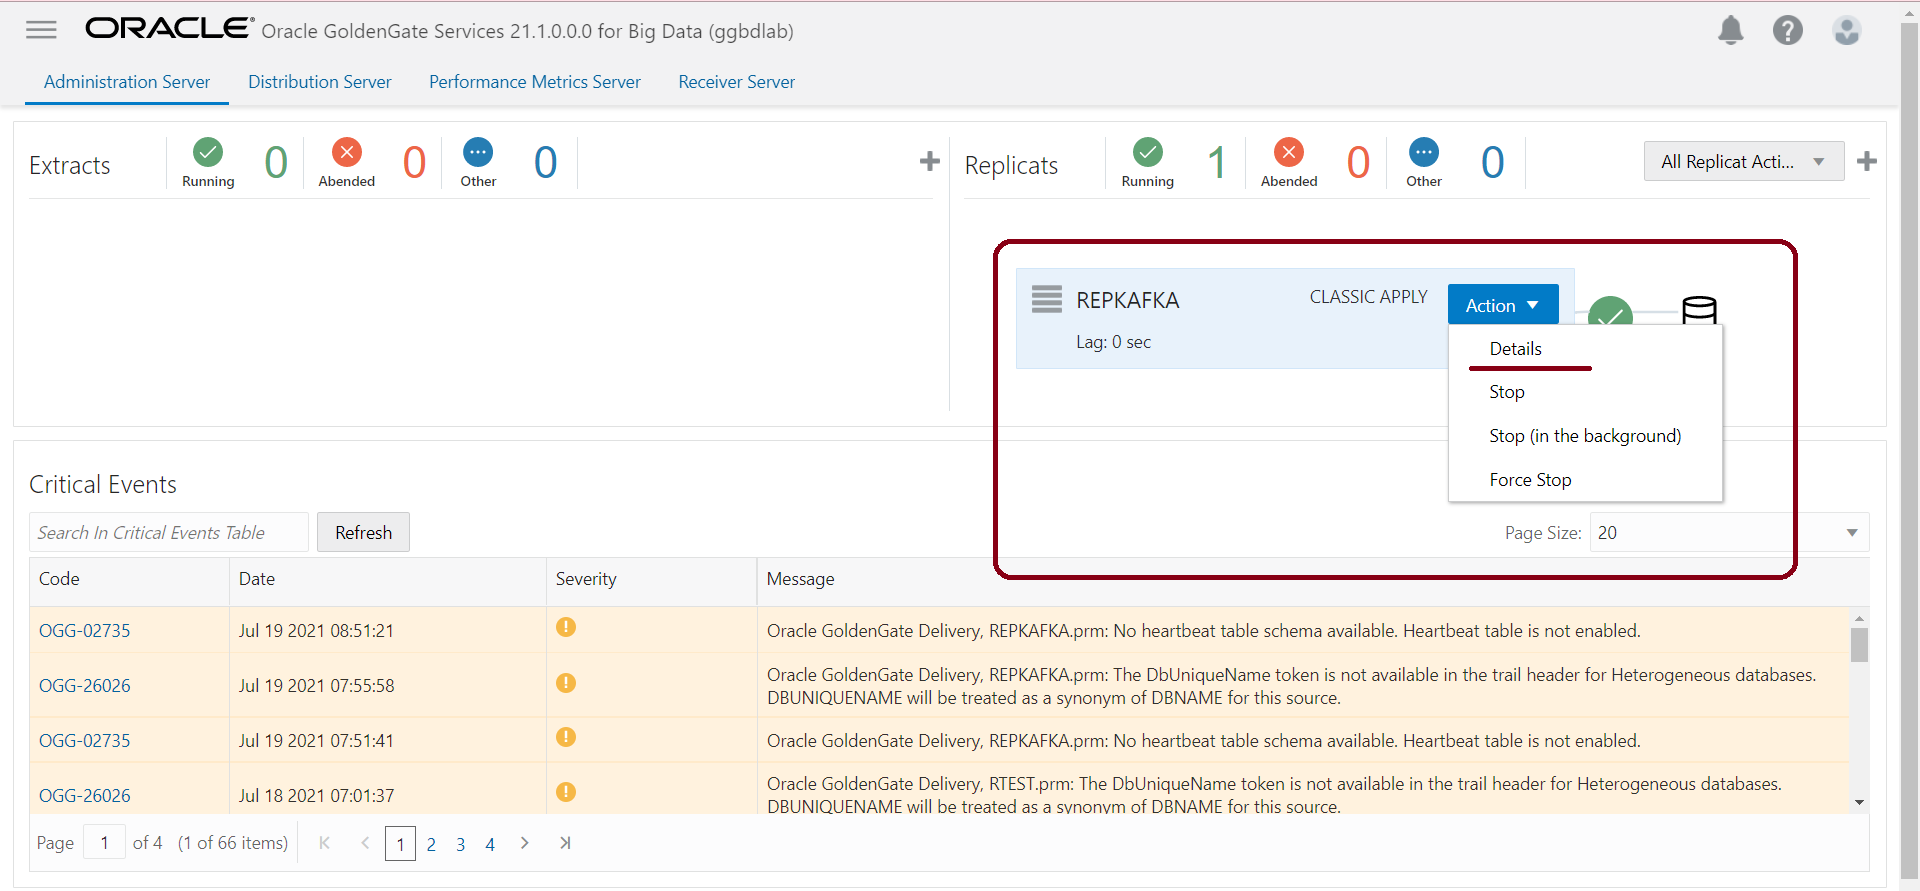 ORACLE® Oracle GoldenGate Services 21.1.0.0.0 for Big Data (ggbdlab)
Administration Server Distribution Server Performance Metrics Server Receiver Server
Extracts Running 0 Abended 0 Other 0
Replicats Running 1 Abended 0 Other 0 All Replicat Acti...
REPKAFKA CLASSIC APPLY Action
Lag: 0 sec
Details
Stop
Stop (in the background)
Force Stop
Critical Events
Search In Critical Events Table Refresh Page Size: 20
Code Date Severity Message
OGG-02735 Jul 19 2021 08:51:21 Oracle GoldenGate Delivery, REPKAFKA.prm: No heartbeat table schema available. Heartbeat table is not enabled.
OGG-26026 Jul 19 2021 07:55:58 Oracle GoldenGate Delivery, REPKAFKA.prm: The DbUniqueName token is not available in the trail header for Heterogeneous databases.
DBUNIQUENAME will be treated as a synonym of DBNAME for this source.
OGG-02735 Jul 19 2021 07:51:41 Oracle GoldenGate Delivery, REPKAFKA.prm: No heartbeat table schema available. Heartbeat table is not enabled.
OGG-26026 Jul 18 2021 07:01:37 Oracle GoldenGate Delivery, RTEST.prm: The DbUniqueName token is not available in the trail header for Heterogeneous databases.
DBUNIQUENAME will be treated as a synonym of DBNAME for this source.
Page 1 of 4 (1 of 66 items) 1 2 3 4